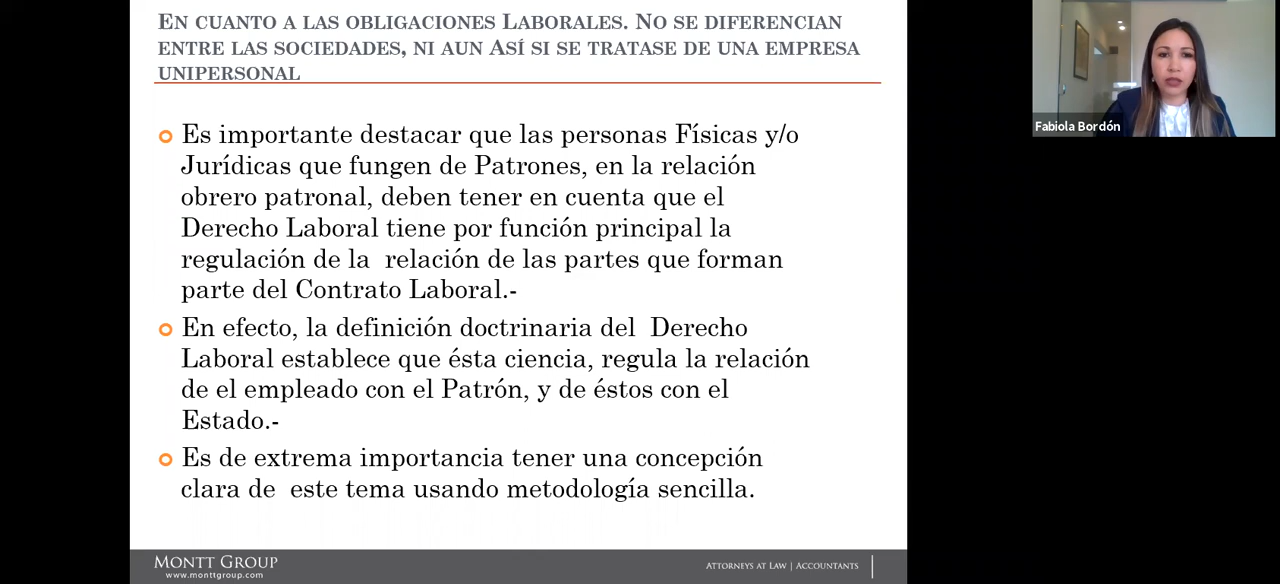 En cuanto a las obligaciones Laborales. No se diferencian
entre las sociedades, ni aun Así si se tratase de una empresa
unipersonal
Es importante destacar que las personas Físicas y/o
Jurídicas que fungen de Patrones, en la relación
obrero patronal, deben tener en cuenta que el
Derecho Laboral tiene por función principal la
regulación de la relación de las partes que forman
parte del Contrato Laboral.-
En efecto, la definición doctrinaria del Derecho
Laboral establece que ésta ciencia, regula la relación
de el empleado con el Patrón, y de éstos con el
Estado.-
Es de extrema importancia tener una concepción
clara de este tema usando metodología sencilla.
Montt Group
www.monttgroup.com
Attorneys at Law | Accountants
Fabiola Bordón